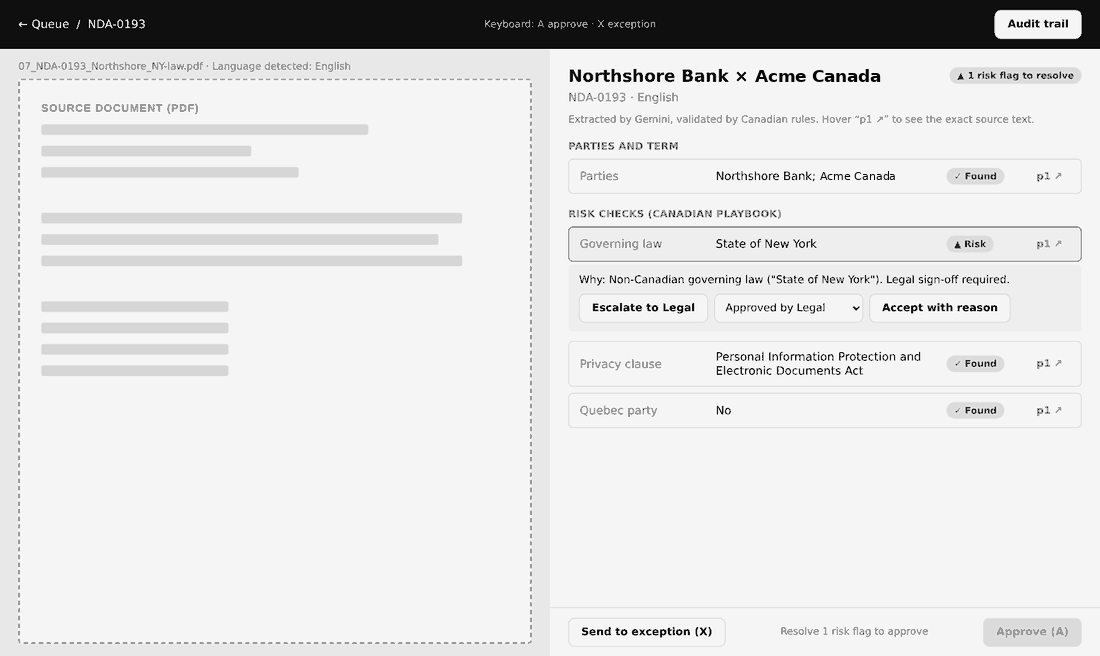 ← Queue / NDA-0193
Keyboard: A approve · X exception
Audit trail
07_NDA-0193_Northshore_NY-law.pdf · Language detected: English
SOURCE DOCUMENT (PDF)
Northshore Bank × Acme Canada
▲ 1 risk flag to resolve
NDA-0193 · English
Extracted by Gemini, validated by Canadian rules. Hover “p1 ↗” to see the exact source text.
PARTIES AND TERM
Parties Northshore Bank; Acme Canada ✓ Found p1 ↗
RISK CHECKS (CANADIAN PLAYBOOK)
Governing law State of New York ▲ Risk p1 ↗
Why: Non-Canadian governing law (“State of New York”). Legal sign-off required.
Escalate to Legal Approved by Legal Accept with reason
Privacy clause Personal Information Protection and
Electronic Documents Act ✓ Found p1 ↗
Quebec party No ✓ Found p1 ↗
Send to exception (X) Resolve 1 risk flag to approve Approve (A)